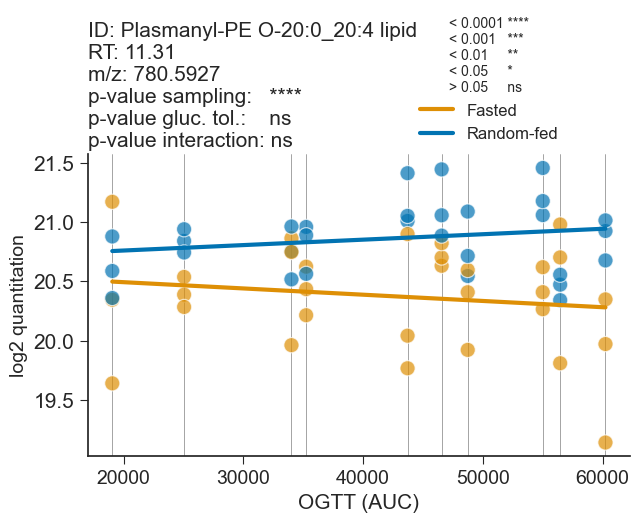 ID: Plasmanyl-PE O-20:0_20:4 lipid
RT: 11.31
m/z: 780.5927
p-value sampling: ****
p-value gluc. tol.: ns
p-value interaction: ns
< 0.0001 ****
< 0.001 ***
< 0.01 **
< 0.05 *
> 0.05 ns
Fasted
Random-fed
21.5
21.0
20.5
20.0
19.5
log2 quantitation
20000 30000 40000 50000 60000
OGTT (AUC)